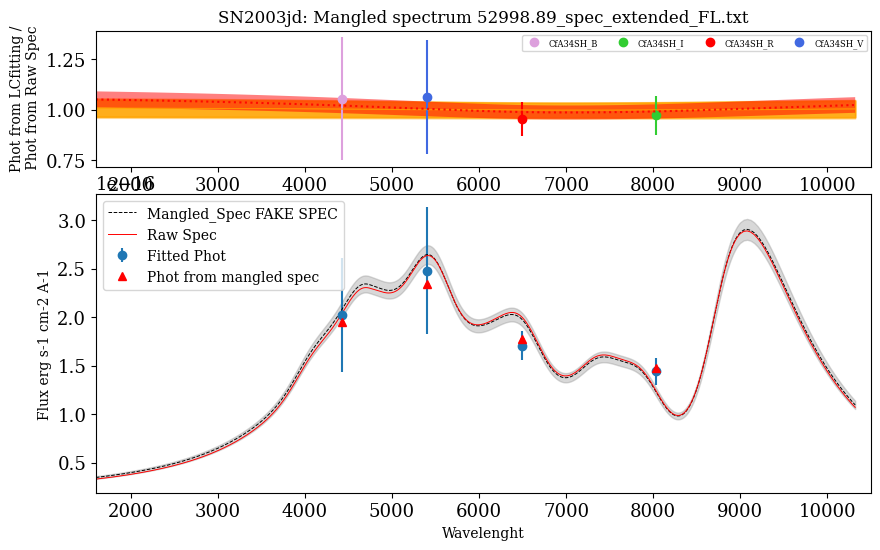 SN2003jd: Mangled spectrum 52998.89_spec_extended_FL.txt
Phot from LCfitting /
Phot from Raw Spec
CfA34SH_B
CfA34SH_I
CfA34SH_R
CfA34SH_V
1.25
1.00
0.75
2000 3000 4000 5000 6000 7000 8000 9000 10000
Flux erg s-1 cm-2 A-1
Mangled_Spec FAKE SPEC
Raw Spec
Fitted Phot
Phot from mangled spec
3.0
2.5
2.0
1.5
1.0
0.5
2000 3000 4000 5000 6000 7000 8000 9000 10000
Wavelenght